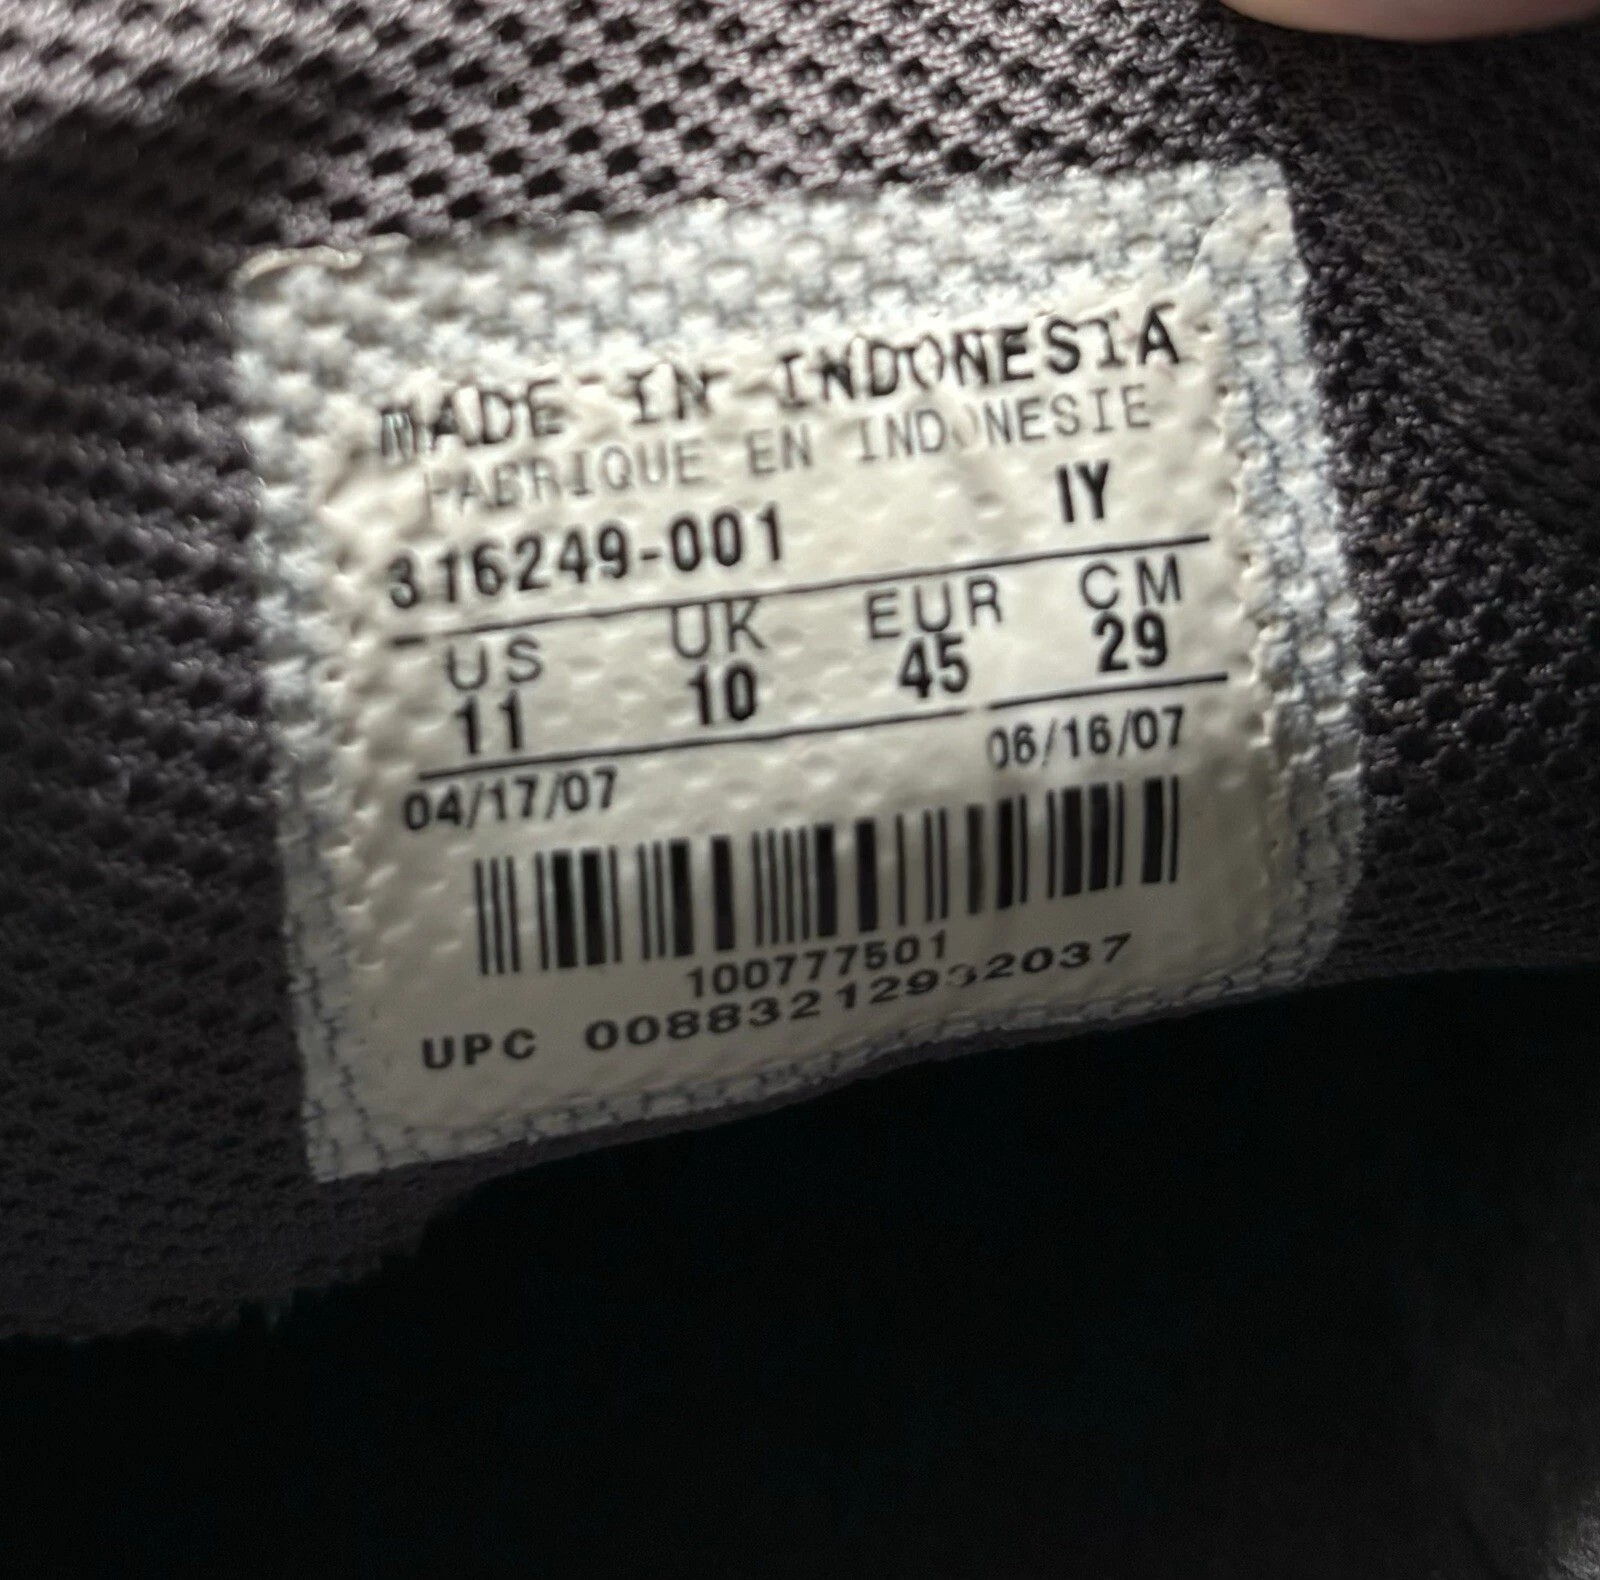 MADE IN INDONESIA
FABRIQUE EN INDONESIE
316249-001 IY
US UK EUR CM
11 10 45 29
04/17/07 06/16/07
100777501
UPC